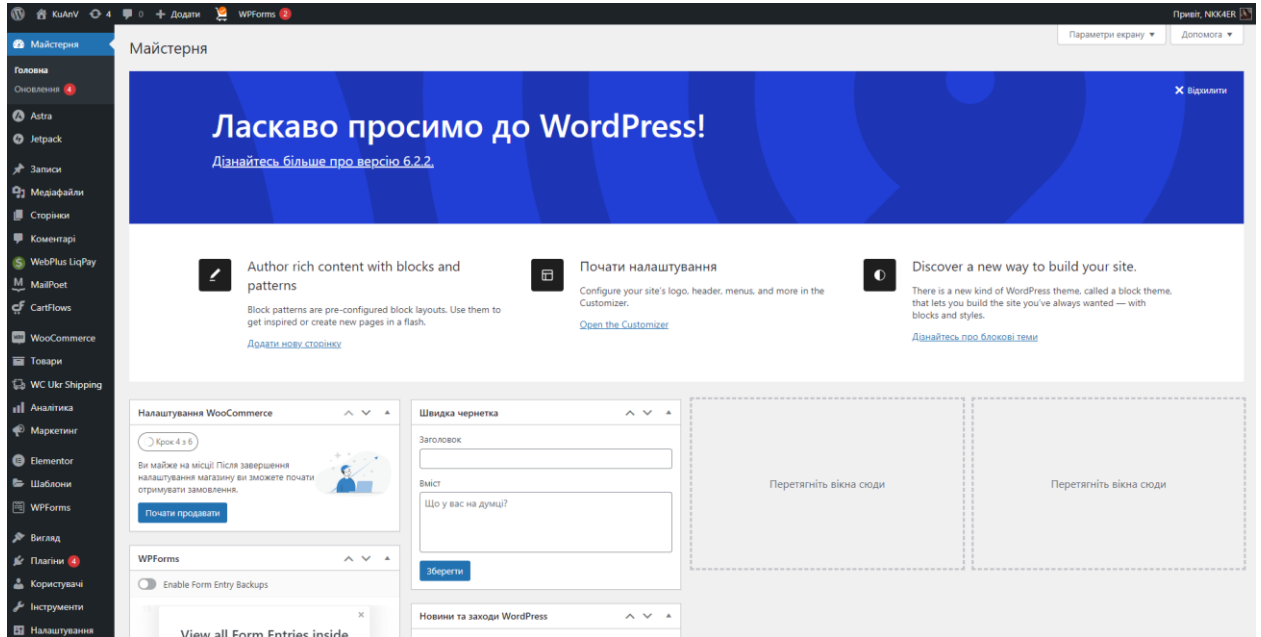 KuAnV 4 0 Додати WPForms 2 Привіт, NKK4ER
Майстерня
Головна
Оновлення 4
Astra
Jetpack
Записи
Медіафайли
Сторінки
Коментарі
WebPlus LiqPay
MailPoet
CartFlows
WooCommerce
Товари
WC Ukr Shipping
Аналітика
Маркетинг
Elementor
Шаблони
WPForms
Вигляд
Плагіни 4
Користувачі
Інструменти
Налаштування
Майстерня
Параметри екрану
Допомога
Відхилити
Ласкаво просимо до WordPress!
Дізнайтесь більше про версію 6.2.2.
Author rich content with blocks and
patterns
Block patterns are pre-configured block layouts. Use them to
get inspired or create new pages in a flash.
Додати нову сторінку
Почати налаштування
Configure your site's logo, header, menus, and more in the
Customizer.
Open the Customizer
Discover a new way to build your site.
There is a new kind of WordPress theme, called a block theme,
that lets you build the site you've always wanted — with
blocks and styles.
Дізнайтесь про блокові теми
Налаштування WooCommerce
Крок 4 з 6
Ви майже на місці! Після завершення
налаштування магазину ви зможете почати
отримувати замовлення.
Почати продавати
WPForms
Enable Form Entry Backups
View all Form Entries inside
Швидка чернетка
Заголовок
Вміст
Що у вас на думці?
Зберегти
Новини та заходи WordPress
Перетягніть вікна сюди
Перетягніть вікна сюди